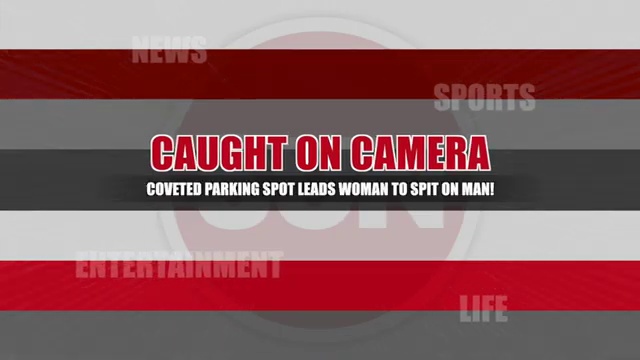 NEWS
SPORTS
CAUGHT ON CAMERA
COVETED PARKING SPOT LEADS WOMAN TO SPIT ON MAN!
ENTERTAINMENT
LIFE